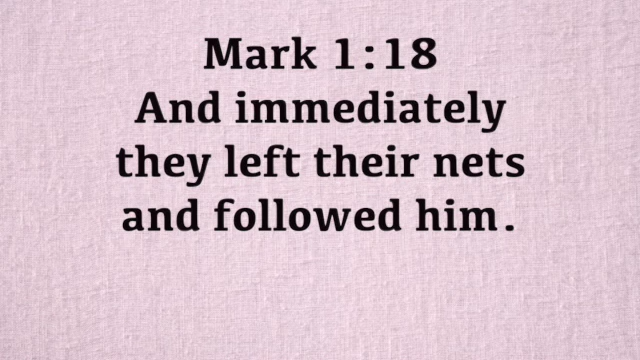 Mark 1:18
And immediately
they left their nets
and followed him.